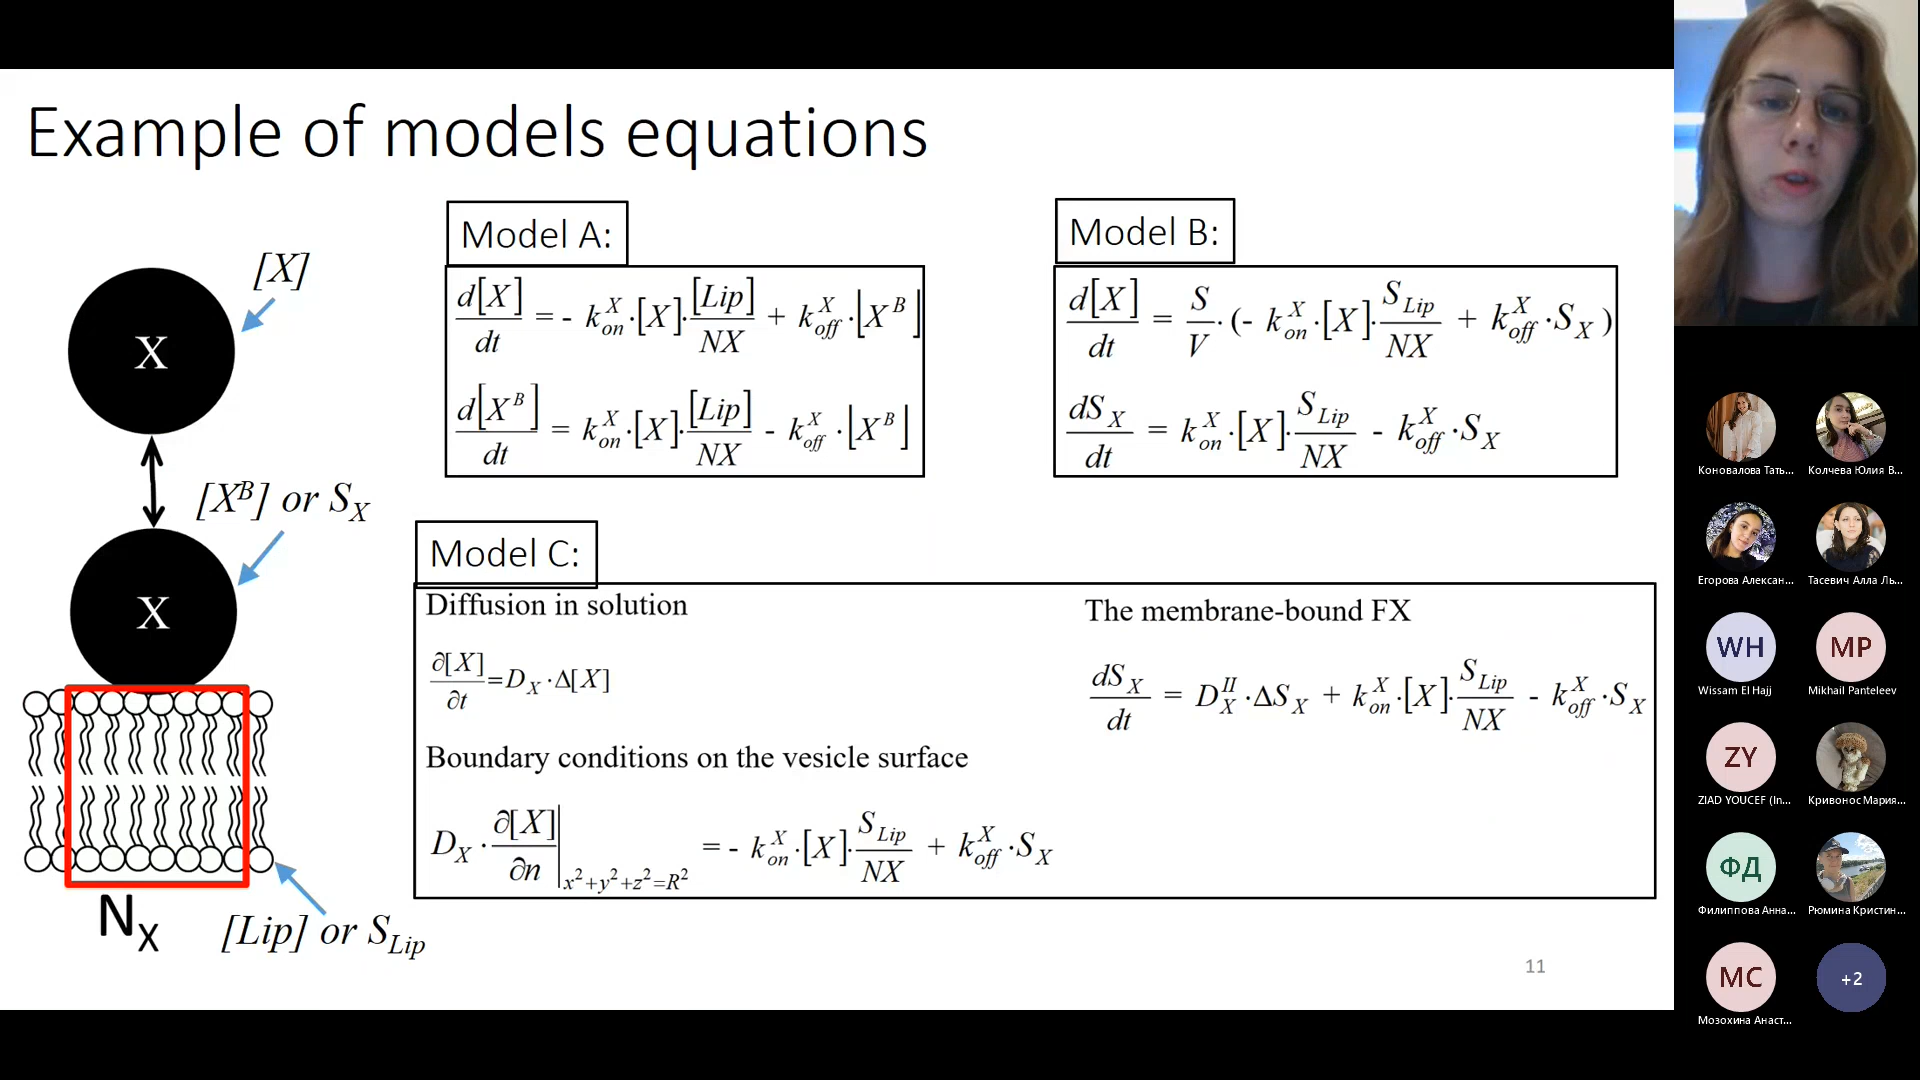 Example of models equations
[X]
X
[Xᴮ] or S_X
X
N_X
[Lip] or S_Lip
Model A:
d[X]/dt = - k_on^X·[X]·[Lip]/NX + k_off^X·⌊X^B⌋
d[X^B]/dt = k_on^X·[X]·[Lip]/NX - k_off^X·⌊X^B⌋
Model B:
d[X]/dt = S/V·(- k_on^X·[X]·S_Lip/NX + k_off^X·S_X)
dS_X/dt = k_on^X·[X]·S_Lip/NX - k_off^X·S_X
Model C:
Diffusion in solution
∂[X]/∂t=D_X·Δ[X]
Boundary conditions on the vesicle surface
D_X·∂[X]/∂n|x²+y²+z²=R² = - k_on^X·[X]·S_Lip/NX + k_off^X·S_X
The membrane-bound FX
dS_X/dt = D_X^II·ΔS_X + k_on^X·[X]·S_Lip/NX - k_off^X·S_X
11
Коновалова Тать...
Колчева Юлия В...
Егорова Алексан...
Тасевич Алла Ль...
WH
Wissam El Hajj
MP
Mikhail Panteleev
ZY
ZIAD YOUCEF (In...
Кривонос Мария...
ФД
Филиппова Анна...
Рюмина Кристин...
МС
Мозохина Анаст...
+2